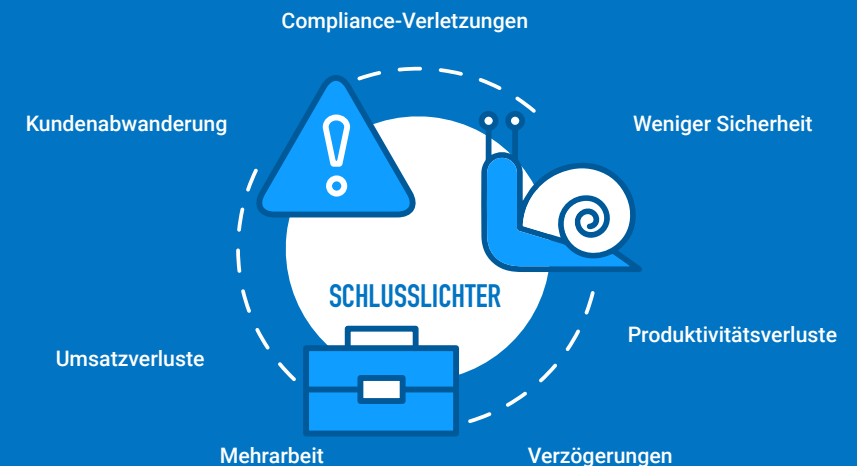 Compliance-Verletzungen
Kundenabwanderung
Weniger Sicherheit
SCHLUSSLICHTER
Produktivitätsverluste
Umsatzverluste
Mehrarbeit
Verzögerungen